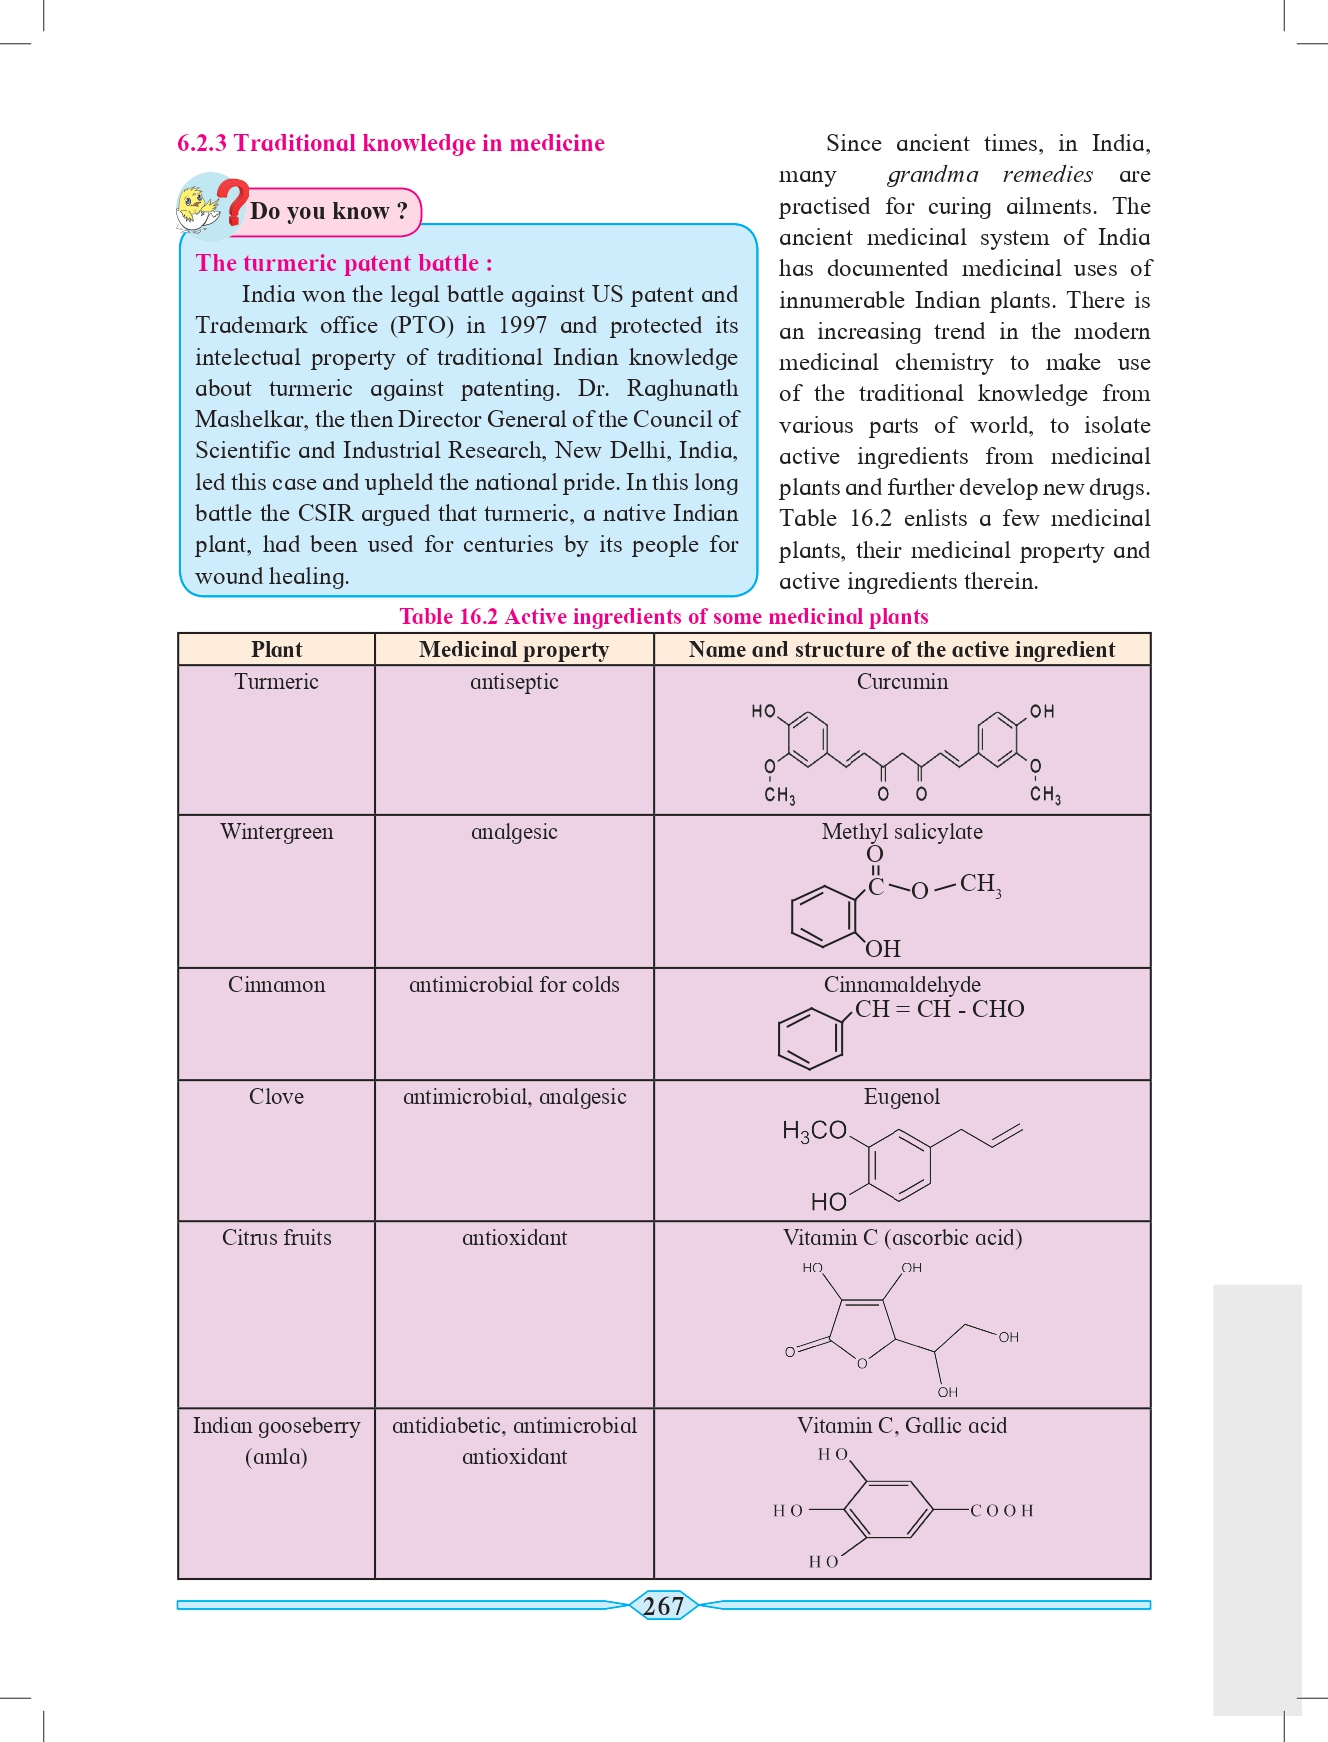 6.2.3 Traditional knowledge in medicine
Do you know ?
The turmeric patent battle :
India won the legal battle against US patent and
Trademark office (PTO) in 1997 and protected its
intelectual property of traditional Indian knowledge
about turmeric against patenting. Dr. Raghunath
Mashelkar, the then Director General of the Council of
Scientific and Industrial Research, New Delhi, India,
led this case and upheld the national pride. In this long
battle the CSIR argued that turmeric, a native Indian
plant, had been used for centuries by its people for
wound healing.
Since ancient times, in India,
many grandma remedies are
practised for curing ailments. The
ancient medicinal system of India
has documented medicinal uses of
innumerable Indian plants. There is
an increasing trend in the modern
medicinal chemistry to make use
of the traditional knowledge from
various parts of world, to isolate
active ingredients from medicinal
plants and further develop new drugs.
Table 16.2 enlists a few medicinal
plants, their medicinal property and
active ingredients therein.
Table 16.2 Active ingredients of some medicinal plants
Plant Medicinal property Name and structure of the active ingredient
Turmeric antiseptic Curcumin
HO OH
O O
CH3 O O CH3
Wintergreen analgesic Methyl salicylate
O
C O CH3
OH
Cinnamon antimicrobial for colds Cinnamaldehyde
CH = CH - CHO
Clove antimicrobial, analgesic Eugenol
H3CO
HO
Citrus fruits antioxidant Vitamin C (ascorbic acid)
HO OH
OH
O
O
OH
Indian gooseberry antidiabetic, antimicrobial Vitamin C, Gallic acid
(amla) antioxidant
HO
HO COOH
HO
267